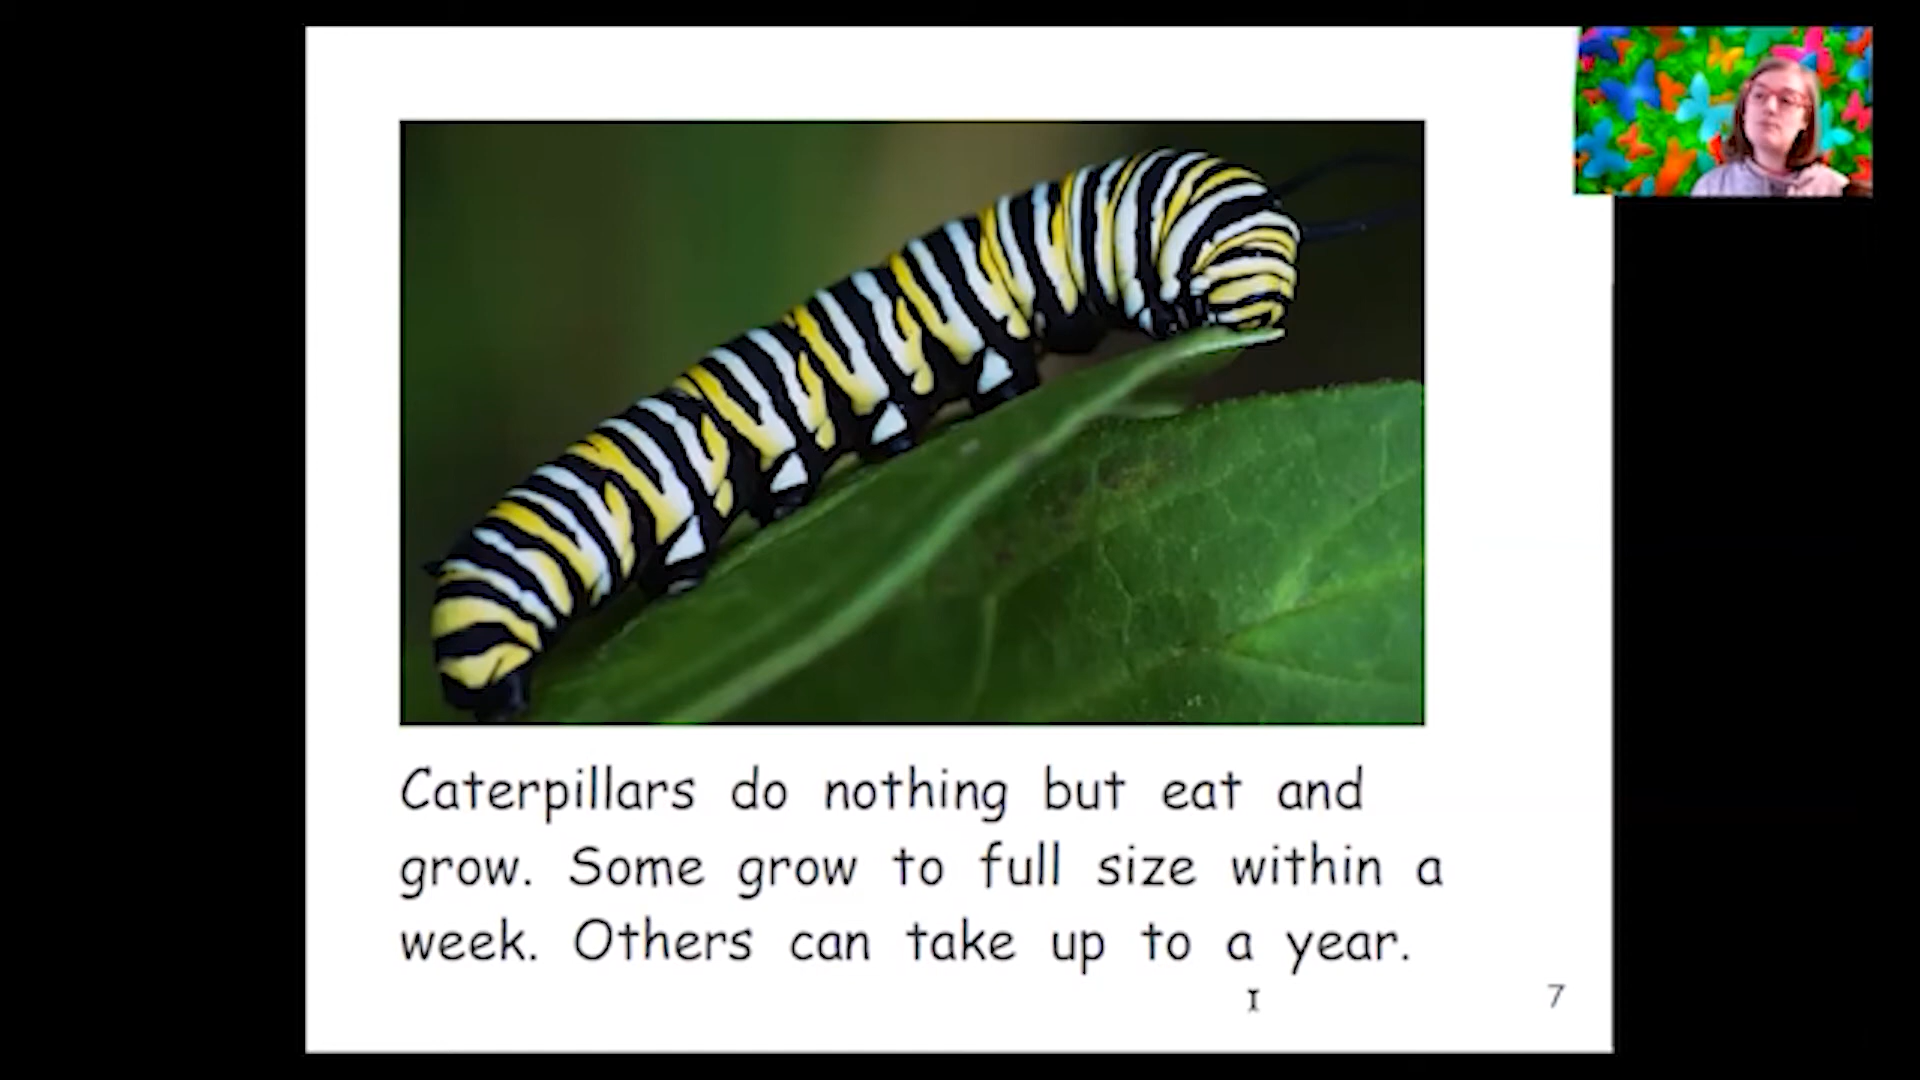 Caterpillars do nothing but eat and
grow. Some grow to full size within a
week. Others can take up to a year.
7